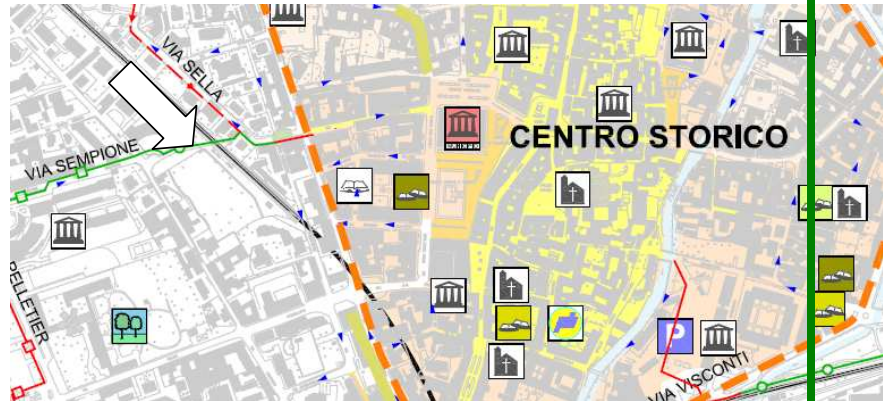 VIA SELLA
CENTRO STORICO
VIA SEMPIONE
PELLETIER
P
VIA VISCONTI